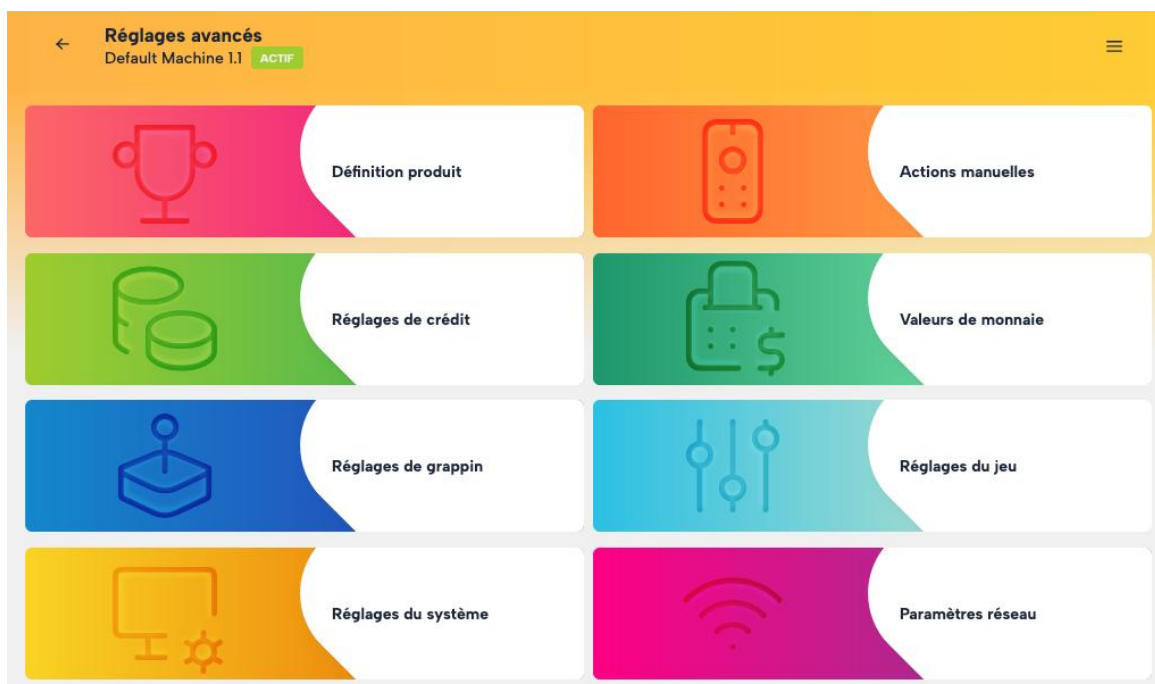 Réglages avancés
Default Machine 1.1 ACTIF
Définition produit
Actions manuelles
Réglages de crédit
Valeurs de monnaie
Réglages de grappin
Réglages du jeu
Réglages du système
Paramètres réseau